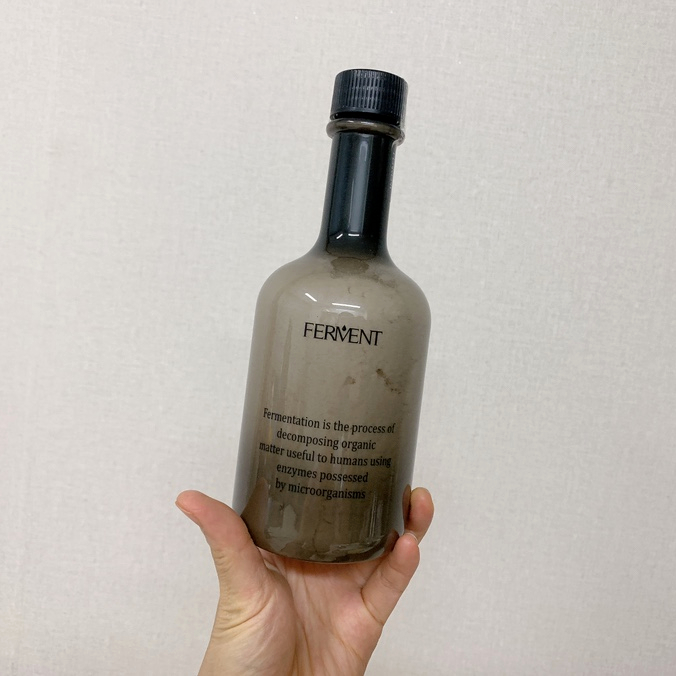 FERMENT
Fermentation is the process of
decomposing organic
matter useful to humans using
enzymes possessed
by microorganisms